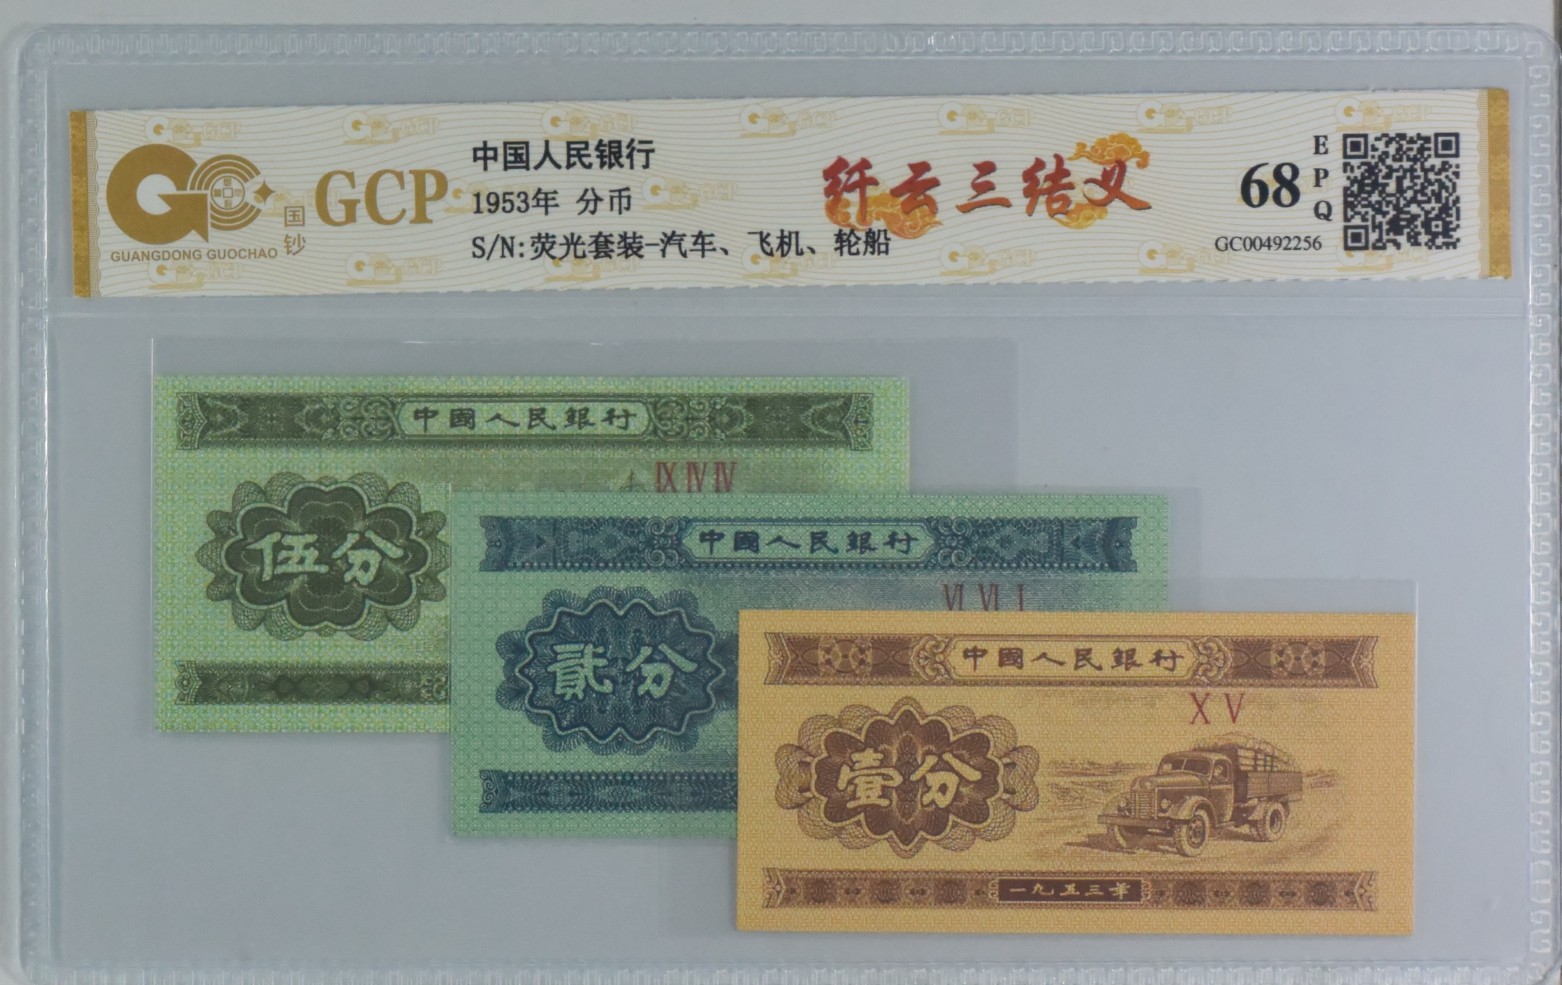 GUANGDONG GUOCHAO
国钞
GCP
中国人民银行
1953年 分币
S/N:荧光套装-汽车、飞机、轮船
纤云三结义
68
EPQ
GC00492256
中國人民銀行
IX IV IV
伍分
中國人民銀行
VI VI I
貳分
中國人民銀行
X V
壹分
一九五三年